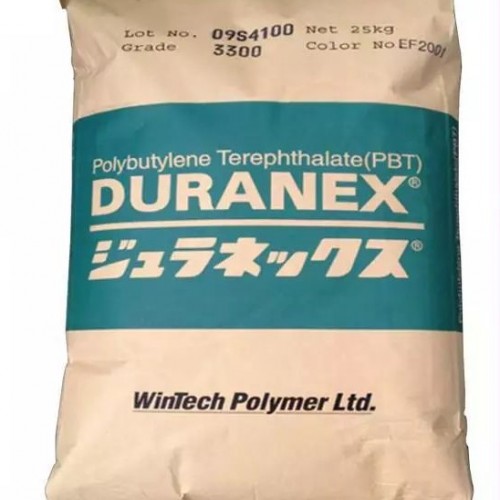 Lot No. 09S4100 Net 25kg
Grade 3300 Color No EF2001
Polybutylene Terephthalate(PBT)
DURANEX®
ジュラネックス®
WinTech Polymer Ltd.